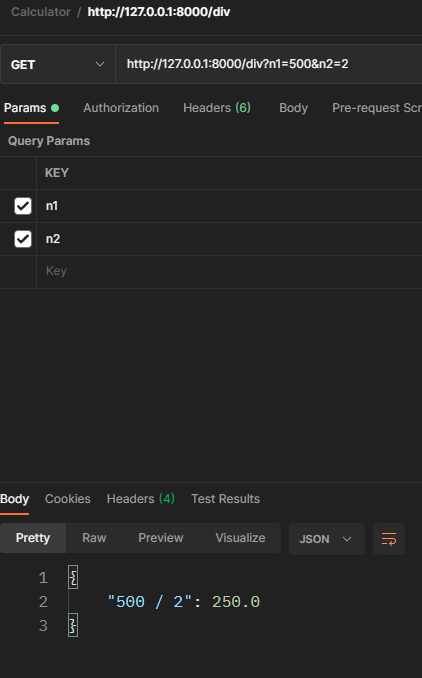 Calculator / http://127.0.0.1:8000/div
GET http://127.0.0.1:8000/div?n1=500&n2=2
Params Authorization Headers (6) Body Pre-request Scr
Query Params
KEY
n1
n2
Key
Body Cookies Headers (4) Test Results
Pretty Raw Preview Visualize JSON
1 {
2 "500 / 2": 250.0
3 }